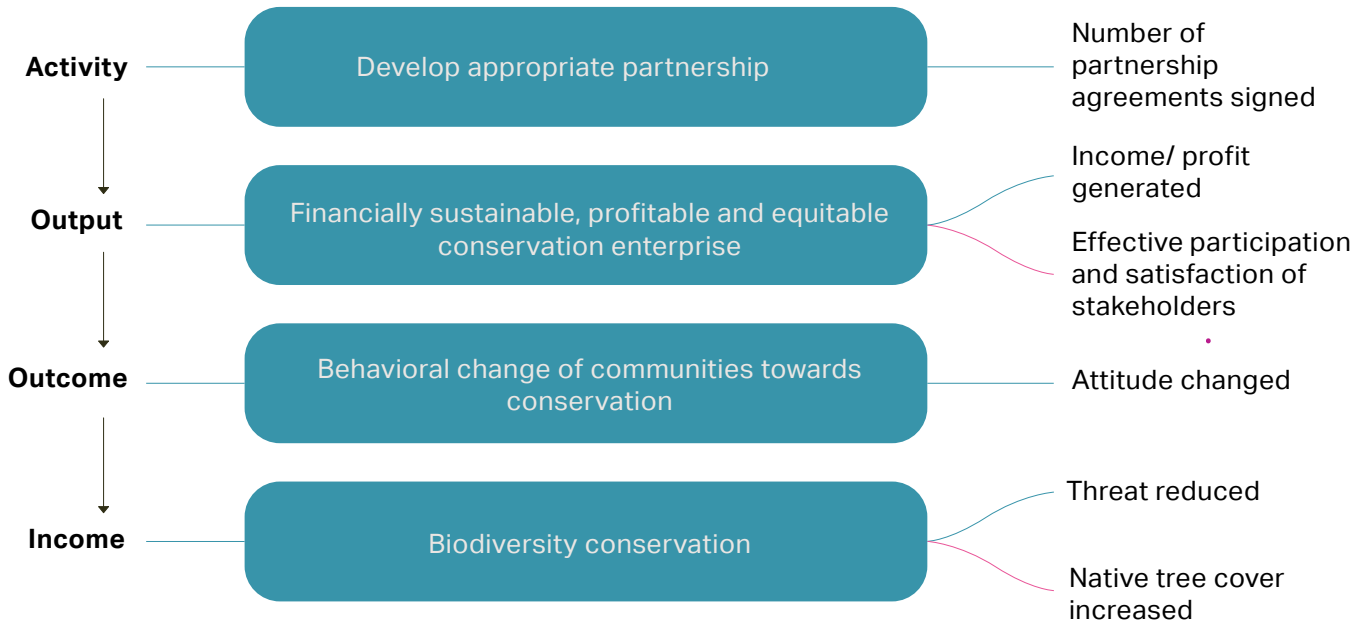 Activity
Develop appropriate partnership
Number of
partnership
agreements signed
Output
Financially sustainable, profitable and equitable
conservation enterprise
Income/ profit
generated
Effective participation
and satisfaction of
stakeholders
Outcome
Behavioral change of communities towards
conservation
Attitude changed
Income
Biodiversity conservation
Threat reduced
Native tree cover
increased